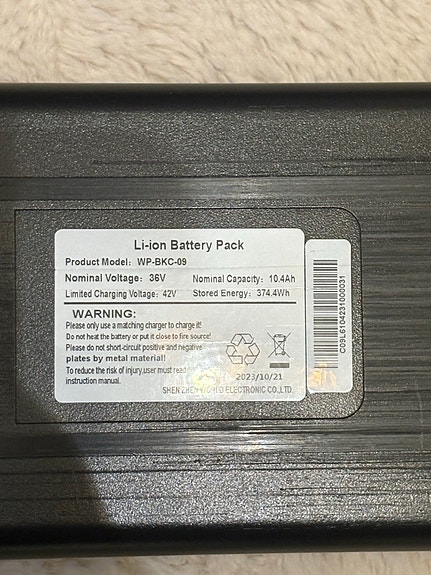 Li-ion Battery Pack
Product Model: WP-BKC-09
Nominal Voltage: 36V Nominal Capacity: 10.4Ah
Limited Charging Voltage: 42V Stored Energy: 374.4Wh
WARNING:
Please only use a matching charger to charge it!
Do not heat the battery or put it close to fire source!
Please do not short-circuit positive and negative
plates by metal material!
To reduce the risk of injury,user must read
instruction manual.
2023/10/21
SHEN ZHEN WORLD ELECTRONIC CO.,LTD.
C09L6104231000031